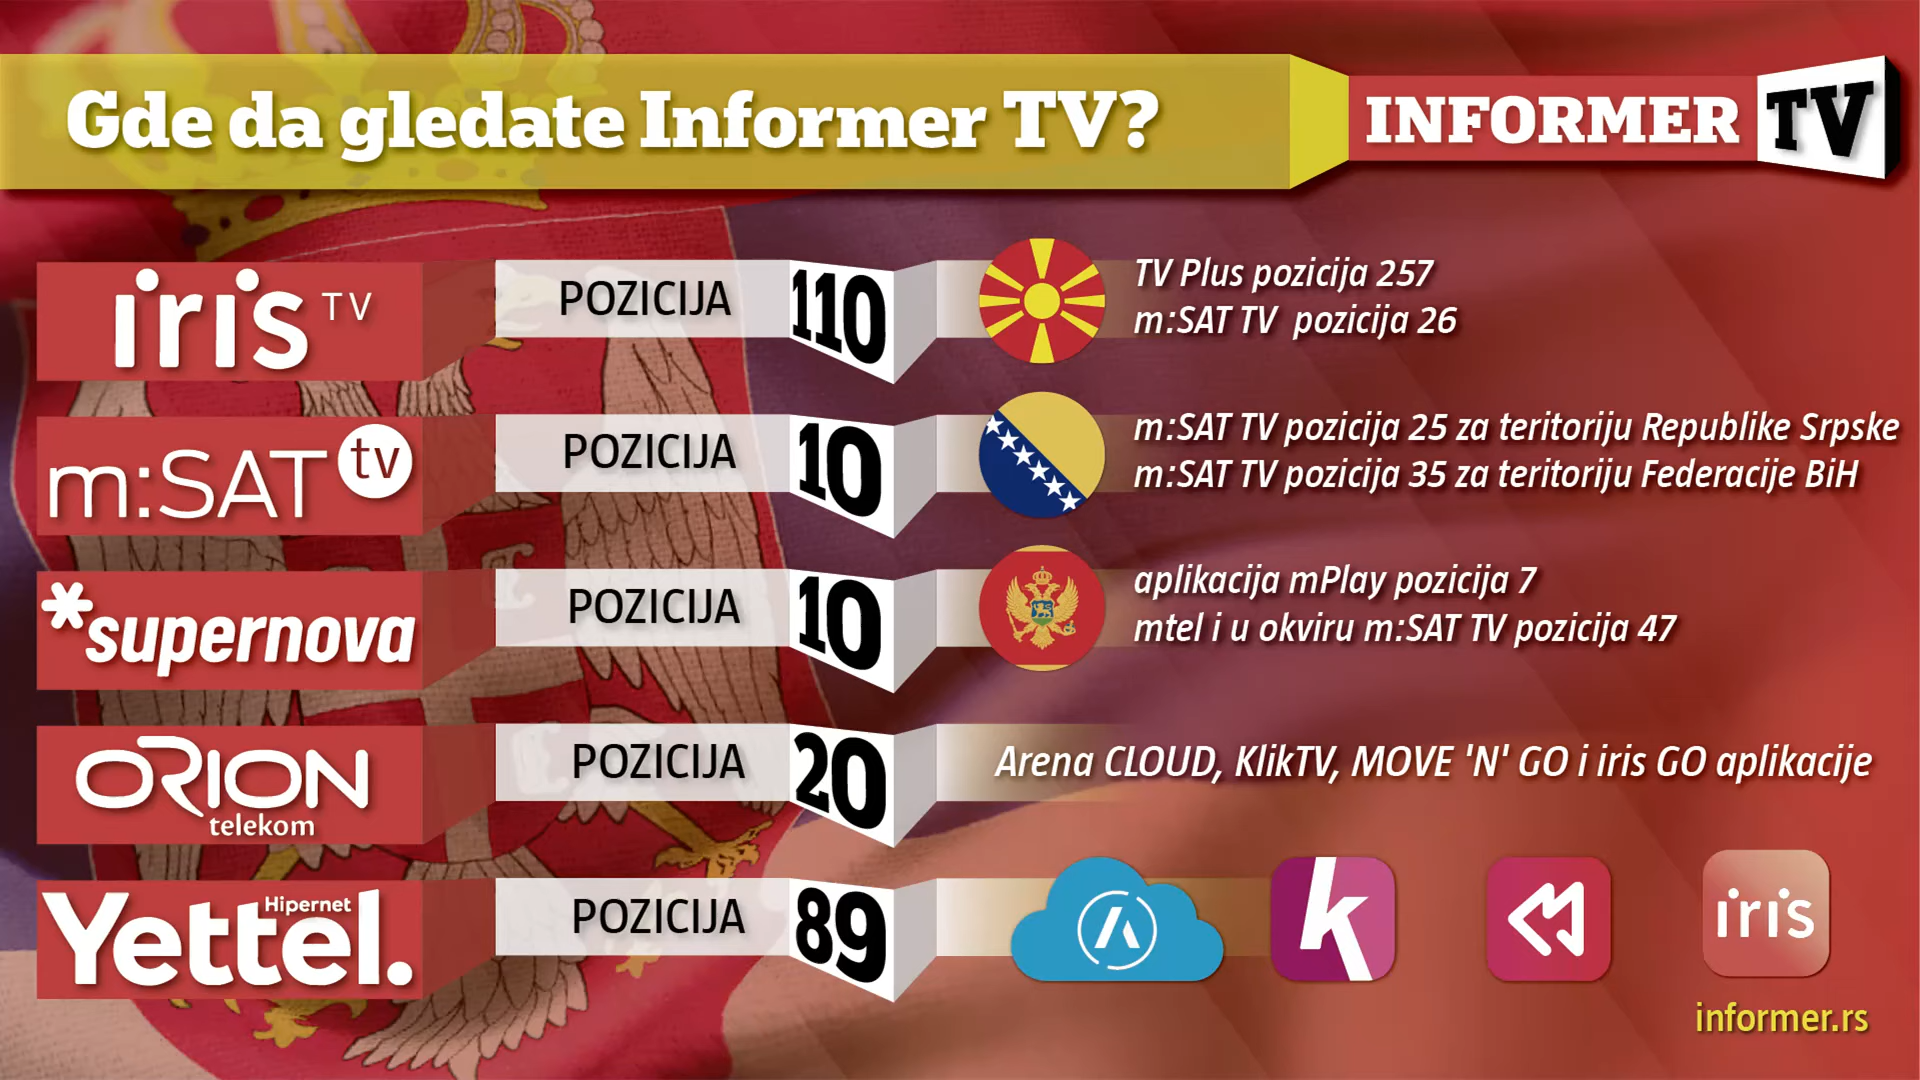 Gde da gledate Informer TV?
INFORMER TV
iris TV
POZICIJA 110
TV Plus pozicija 257
m:SAT TV pozicija 26
m:SAT tv
POZICIJA 10
m:SAT TV pozicija 25 za teritoriju Republike Srpske
m:SAT TV pozicija 35 za teritoriju Federacije BiH
*supernova
POZICIJA 10
aplikacija mPlay pozicija 7
mtel i u okviru m:SAT TV pozicija 47
ORION
telekom
POZICIJA 20
Arena CLOUD, KlikTV, MOVE 'N' GO i iris GO aplikacije
Hipernet
Yettel.
POZICIJA 89
k
iris
informer.rs